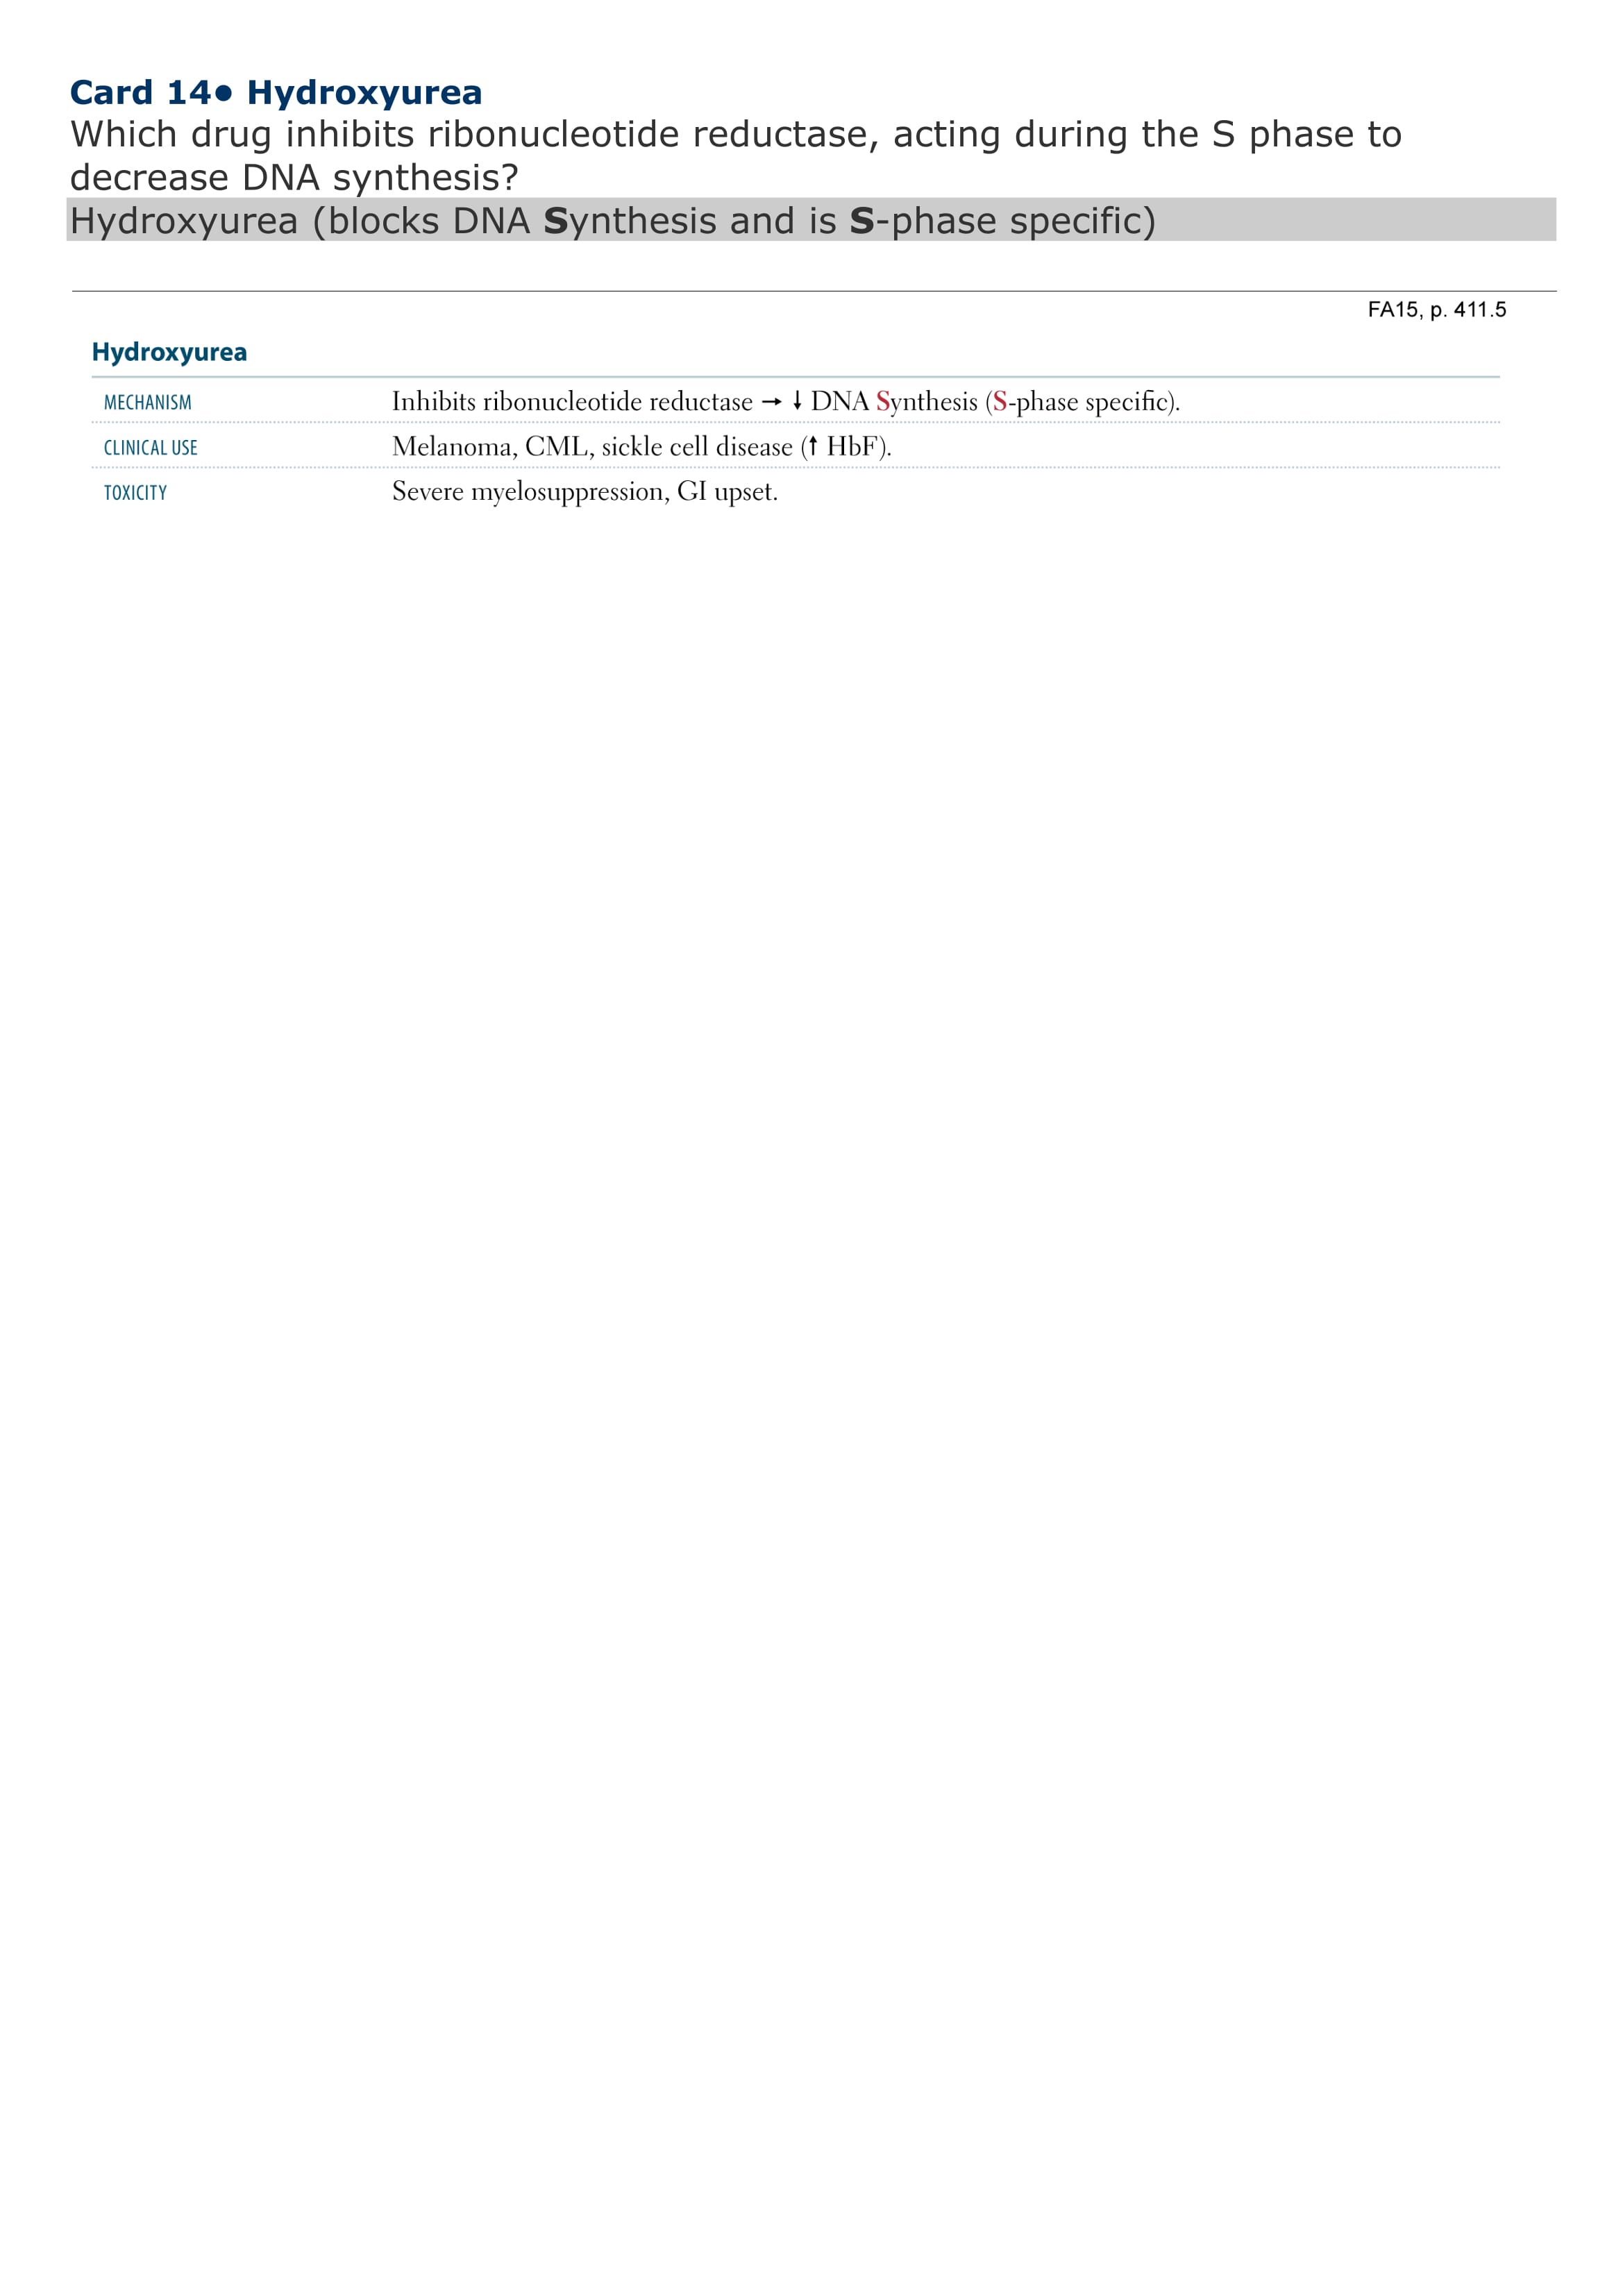 Card 14● Hydroxyurea
Which drug inhibits ribonucleotide reductase, acting during the S phase to
decrease DNA synthesis?
Hydroxyurea (blocks DNA Synthesis and is S-phase specific)
FA15, p. 411.5
Hydroxyurea
MECHANISM Inhibits ribonucleotide reductase → ↓ DNA Synthesis (S-phase specific).
CLINICAL USE Melanoma, CML, sickle cell disease (↑ HbF).
TOXICITY Severe myelosuppression, GI upset.